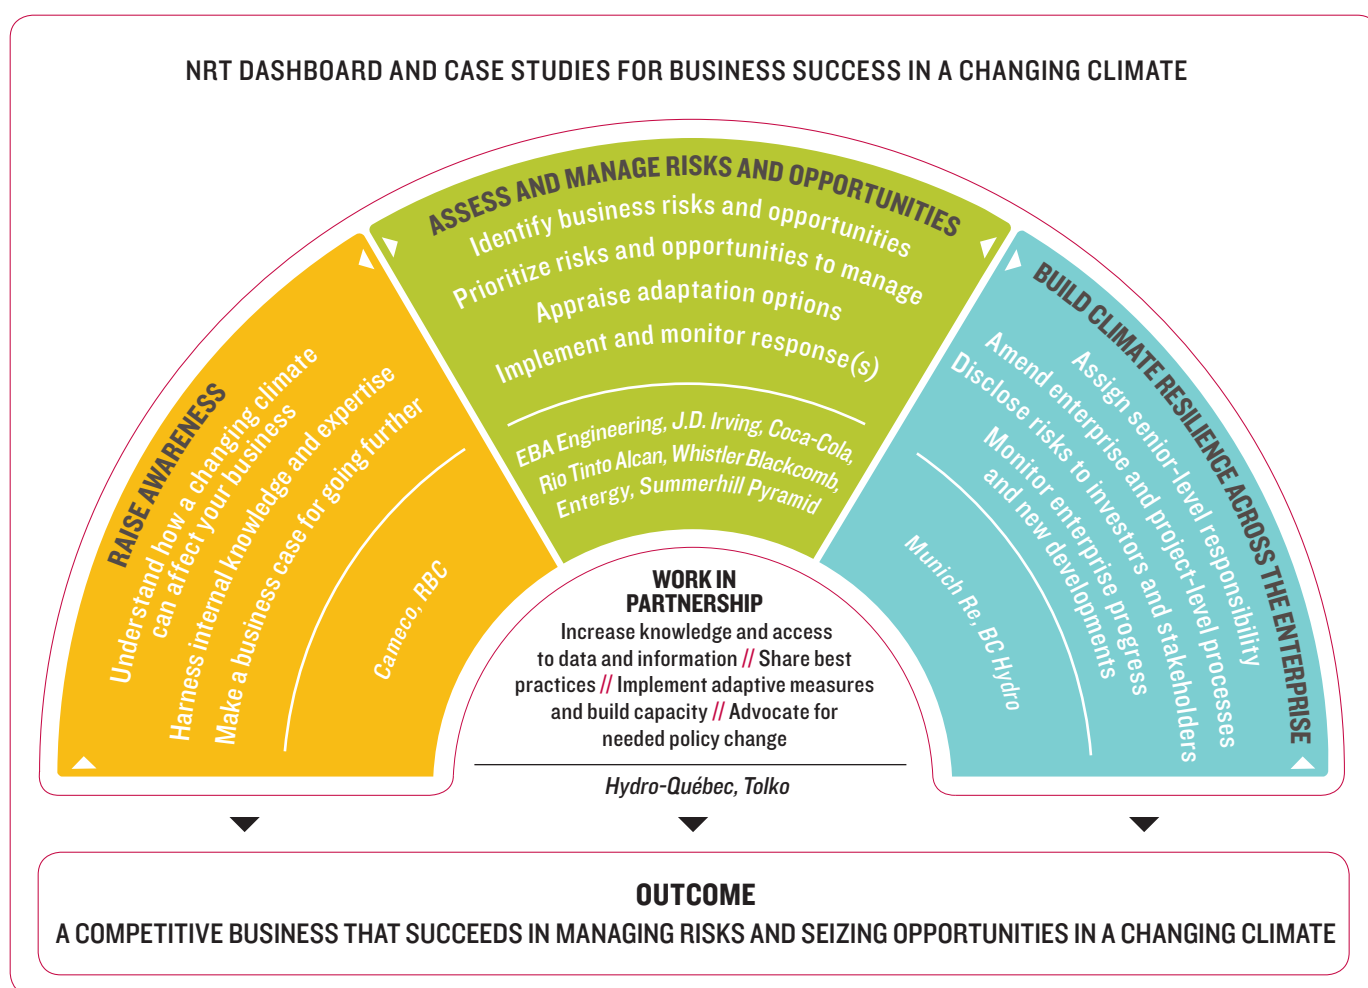 NRT DASHBOARD AND CASE STUDIES FOR BUSINESS SUCCESS IN A CHANGING CLIMATE
RAISE AWARENESS
Understand how a changing climate
can affect your business
Harness internal knowledge and expertise
Make a business case for going further
Cameco, RBC
ASSESS AND MANAGE RISKS AND OPPORTUNITIES
Identify business risks and opportunities
Prioritize risks and opportunities to manage
Appraise adaptation options
Implement and monitor response(s)
EBA Engineering, J.D. Irving, Coca-Cola,
Rio Tinto Alcan, Whistler Blackcomb,
Entergy, Summerhill Pyramid
BUILD CLIMATE RESILIENCE ACROSS THE ENTERPRISE
Assign senior-level responsibility
Amend enterprise and project-level processes
Disclose risks to investors and stakeholders
Monitor enterprise progress
and new developments
Munich Re, BC Hydro
WORK IN
PARTNERSHIP
Increase knowledge and access
to data and information // Share best
practices // Implement adaptive measures
and build capacity // Advocate for
needed policy change
Hydro-Québec, Tolko
OUTCOME
A COMPETITIVE BUSINESS THAT SUCCEEDS IN MANAGING RISKS AND SEIZING OPPORTUNITIES IN A CHANGING CLIMATE